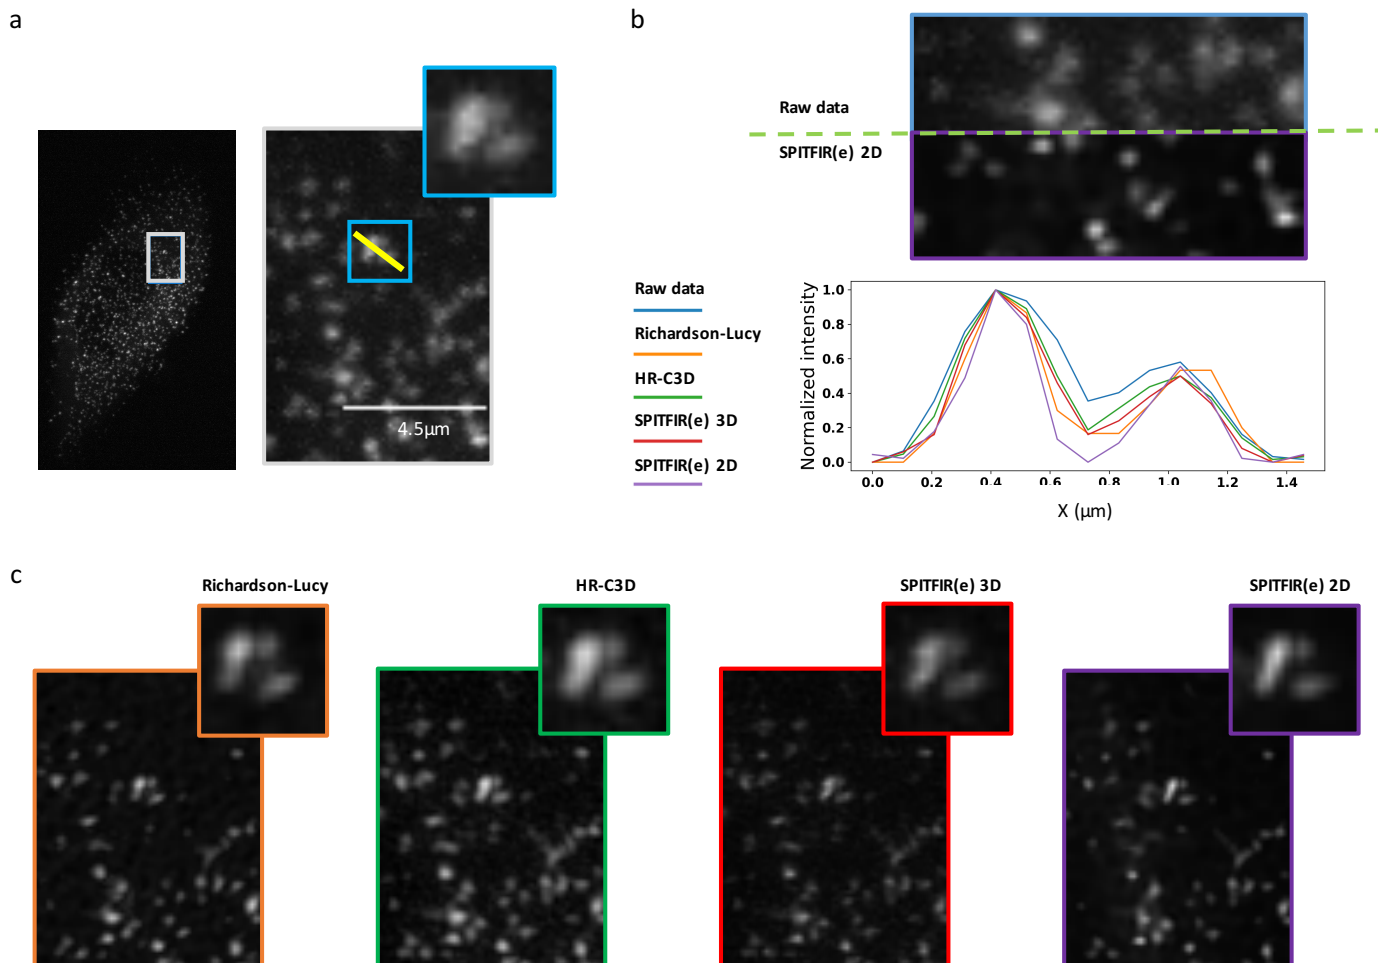 a
b
Raw data
SPITFIR(e) 2D
4.5μm
Raw data
Richardson-Lucy
HR-C3D
SPITFIR(e) 3D
SPITFIR(e) 2D
Normalized intensity
1.0
0.8
0.6
0.4
0.2
0.0
0.0 0.2 0.4 0.6 0.8 1.0 1.2 1.4
X (μm)
c
Richardson-Lucy
HR-C3D
SPITFIR(e) 3D
SPITFIR(e) 2D